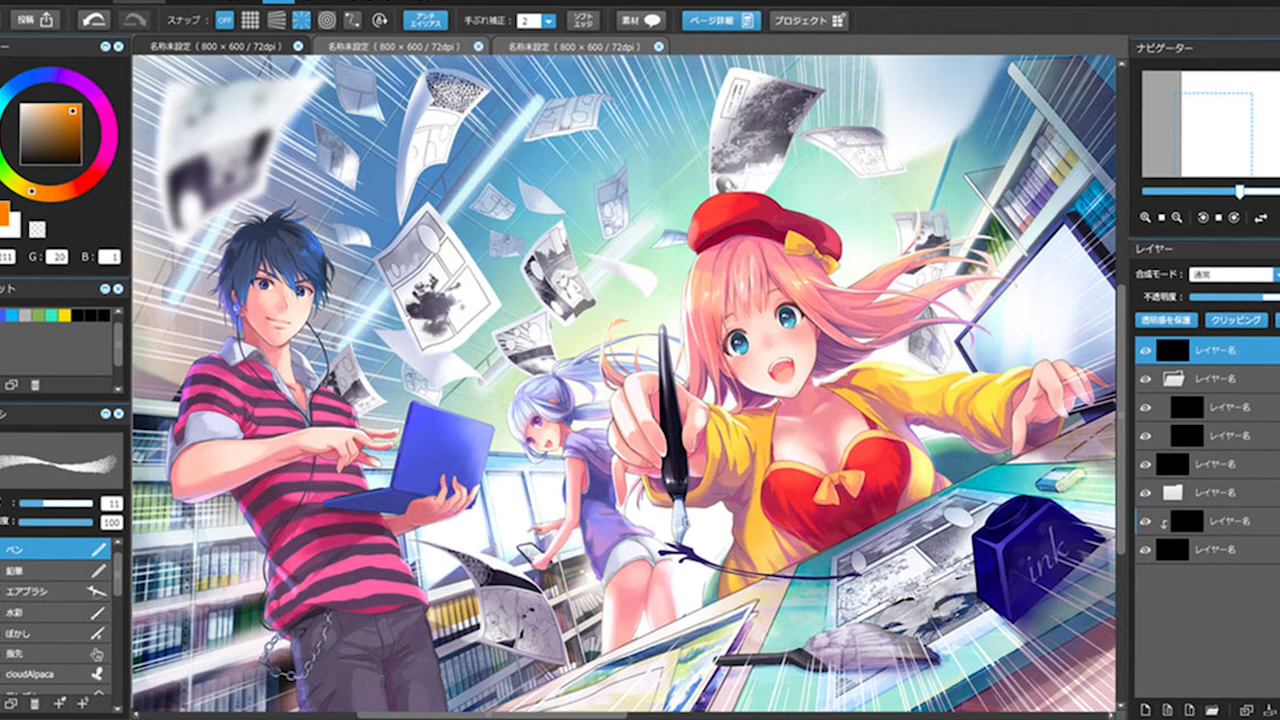 投稿
スナップ：
OFF
アンチ
エイリアス
手ぶれ補正：
2
ソフト
エッジ
素材
ページ詳細
プロジェクト
名称未設定 ( 800 × 600 / 72dpi )
名称未設定 ( 800 × 600 / 72dpi )
名称未設定 ( 800 × 600 / 72dpi )
ナビゲーター
G :
20
B :
1
レイヤー
合成モード：
通常
不透明度：
透明度を保護
クリッピング
レイヤー名
レイヤー名
レイヤー名
レイヤー名
レイヤー名
レイヤー名
レイヤー名
レイヤー名
11
100
ペン
鉛筆
エアブラシ
水彩
ぼかし
指先
cloudAlpaca
ink